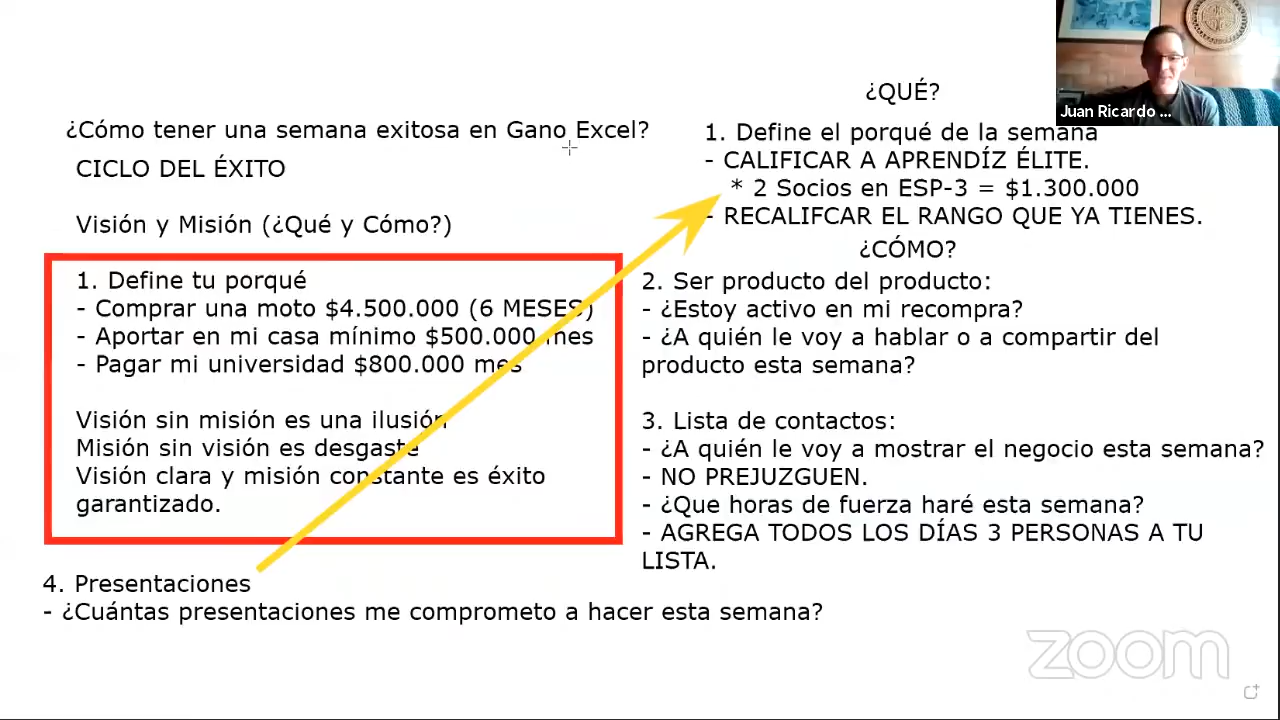 ¿Cómo tener una semana exitosa en Gano Excel?
CICLO DEL ÉXITO
Visión y Misión (¿Qué y Cómo?)
1. Define tu porqué
- Comprar una moto $4.500.000 (6 MESES)
- Aportar en mi casa mínimo $500.000 mes
- Pagar mi universidad $800.000 mes
Visión sin misión es una ilusión
Misión sin visión es desgaste
Visión clara y misión constante es éxito
garantizado.
¿QUÉ?
1. Define el porqué de la semana
- CALIFICAR A APRENDÍZ ÉLITE.
* 2 Socios en ESP-3 = $1.300.000
- RECALIFCAR EL RANGO QUE YA TIENES.
¿CÓMO?
2. Ser producto del producto:
- ¿Estoy activo en mi recompra?
- ¿A quién le voy a hablar o a compartir del
producto esta semana?
3. Lista de contactos:
- ¿A quién le voy a mostrar el negocio esta semana?
- NO PREJUZGUEN.
- ¿Que horas de fuerza haré esta semana?
- AGREGA TODOS LOS DÍAS 3 PERSONAS A TU
LISTA.
4. Presentaciones
- ¿Cuántas presentaciones me comprometo a hacer esta semana?
Juan Ricardo ...
zoom